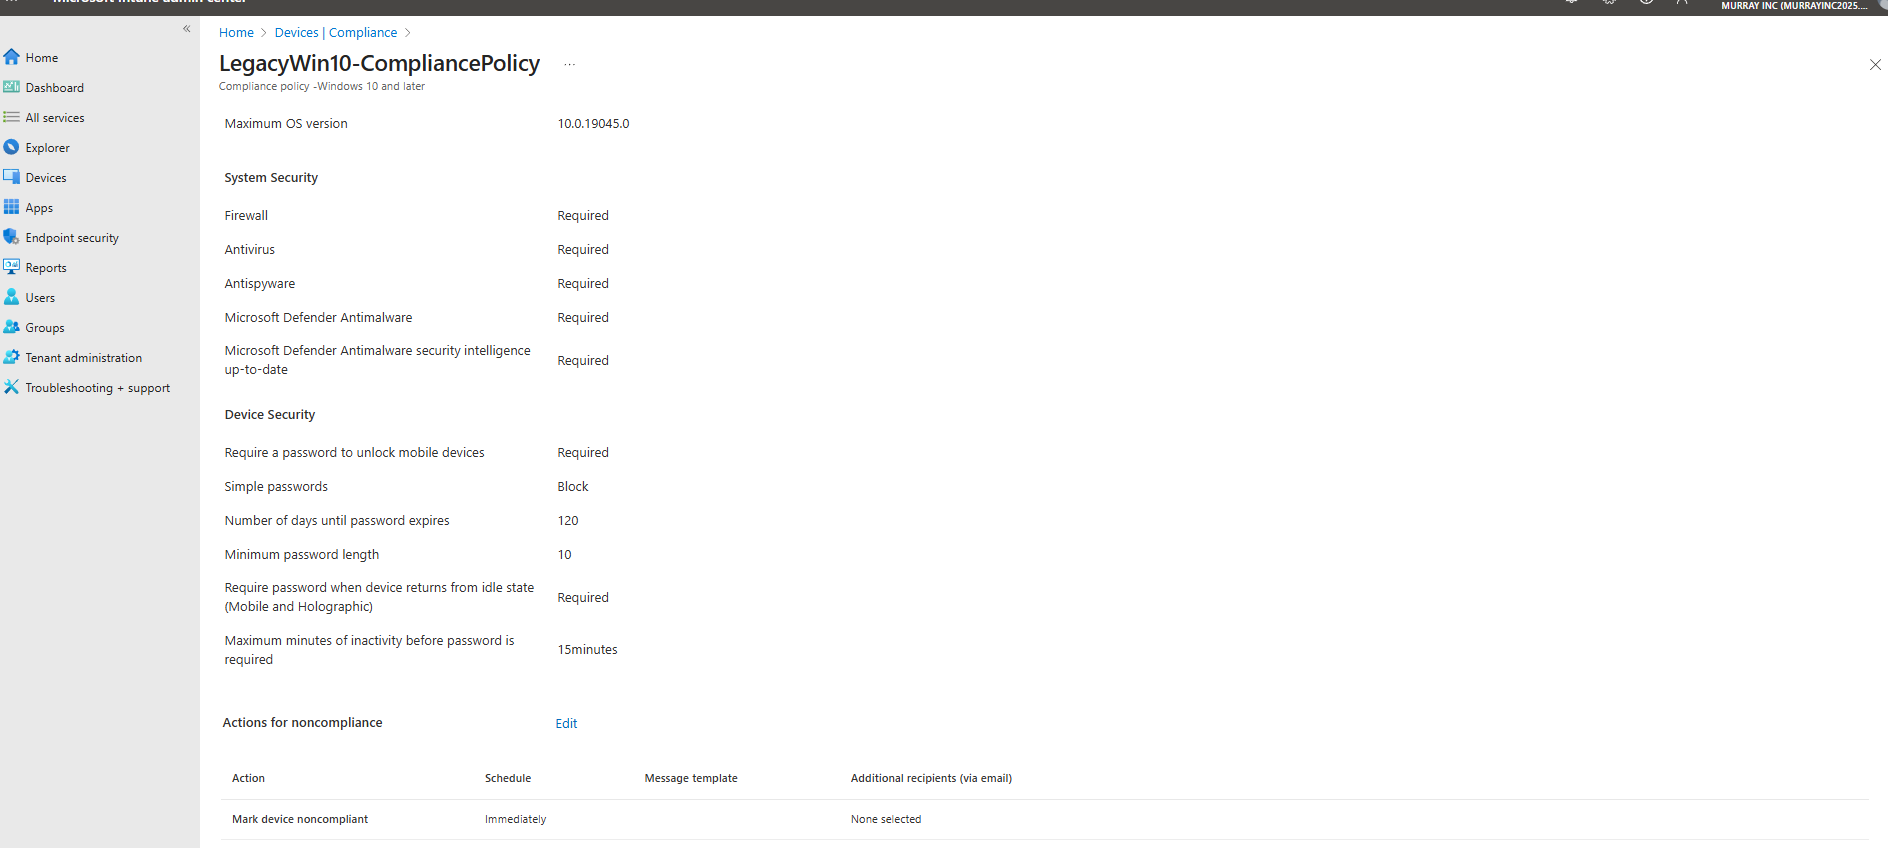 Microsoft Intune admin center
MURRAY INC (MURRAYINC2025....
«
Home
Dashboard
All services
Explorer
Devices
Apps
Endpoint security
Reports
Users
Groups
Tenant administration
Troubleshooting + support
Home > Devices | Compliance >
LegacyWin10-CompliancePolicy ...
Compliance policy -Windows 10 and later
Maximum OS version 10.0.19045.0
System Security
Firewall Required
Antivirus Required
Antispyware Required
Microsoft Defender Antimalware Required
Microsoft Defender Antimalware security intelligence
up-to-date Required
Device Security
Require a password to unlock mobile devices Required
Simple passwords Block
Number of days until password expires 120
Minimum password length 10
Require password when device returns from idle state
(Mobile and Holographic) Required
Maximum minutes of inactivity before password is
required 15minutes
Actions for noncompliance Edit
Action Schedule Message template Additional recipients (via email)
Mark device noncompliant Immediately None selected